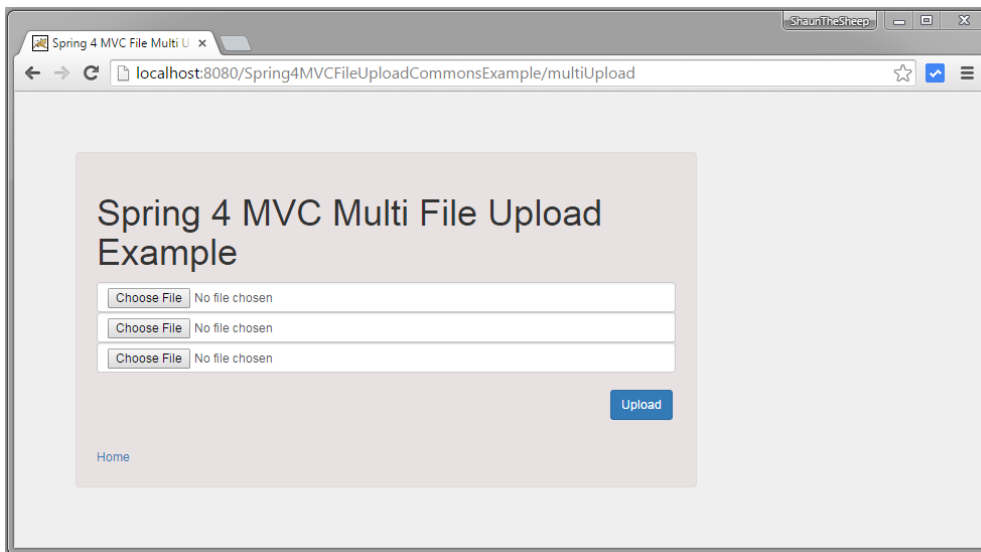 ShaunTheSheep
Spring 4 MVC File Multi U
localhost:8080/Spring4MVCFileUploadCommonsExample/multiUpload
Spring 4 MVC Multi File Upload
Example
Choose File No file chosen
Choose File No file chosen
Choose File No file chosen
Upload
Home